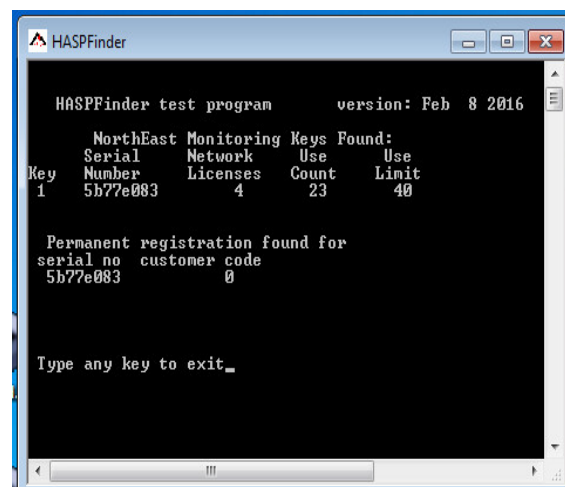 HASPFinder
HASPFinder test program version: Feb 8 2016
NorthEast Monitoring Keys Found:
Serial Network Use Use
Key Number Licenses Count Limit
1 5b77e083 4 23 40
Permanent registration found for
serial no customer code
5b77e083 0
Type any key to exit_